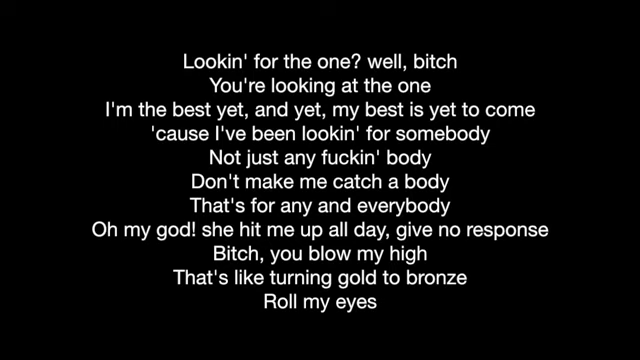 Lookin' for the one? well, bitch
You're looking at the one
I'm the best yet, and yet, my best is yet to come
'cause I've been lookin' for somebody
Not just any fuckin' body
Don't make me catch a body
That's for any and everybody
Oh my god! she hit me up all day, give no response
Bitch, you blow my high
That's like turning gold to bronze
Roll my eyes